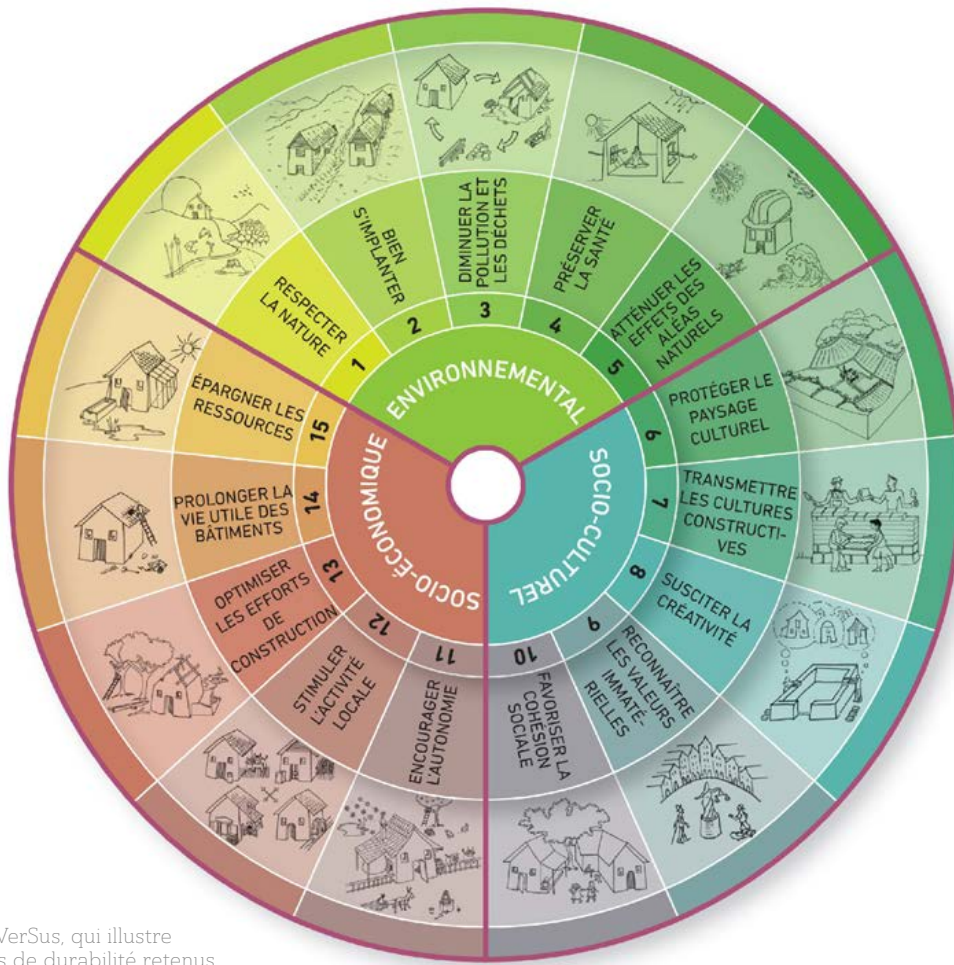 ENVIRONNEMENTAL
1
RESPECTER
LA NATURE
2
BIEN
S'IMPLANTER
3
DIMINUER LA
POLLUTION ET
LES DÉCHETS
4
PRÉSERVER
LA SANTÉ
5
ATTÉNUER LES
EFFETS DES
ALÉAS
NATURELS
SOCIO-CULTUREL
6
PROTÉGER LE
PAYSAGE
CULTUREL
7
TRANSMETTRE
LES CULTURES
CONSTRUCTI-
VES
8
SUSCITER LA
CRÉATIVITÉ
9
RECONNAÎTRE
LES VALEURS
IMMATÉ-
RIELLES
10
FAVORISER LA
COHÉSION
SOCIALE
SOCIO-ÉCONOMIQUE
11
ENCOURAGER
L'AUTONOMIE
12
STIMULER
L'ACTIVITÉ
LOCALE
13
OPTIMISER
LES EFFORTS
DE
CONSTRUCTION
14
PROLONGER LA
VIE UTILE DES
BÂTIMENTS
15
ÉPARGNER LES
RESSOURCES
VerSus, qui illustre
s de durabilité retenus